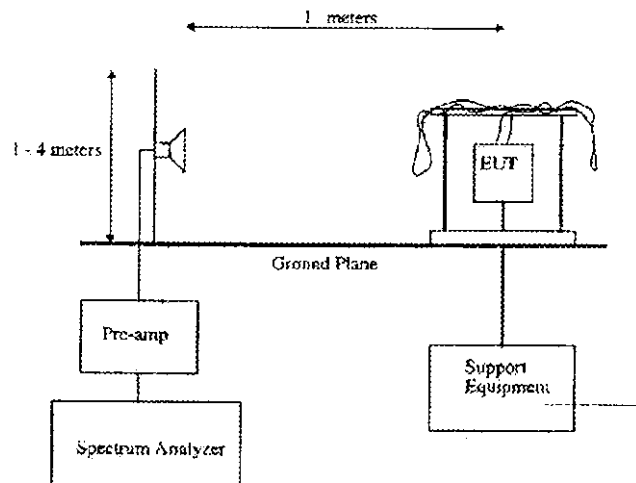 1 meters
1 - 4 meters
EUT
Ground Plane
Pre-amp
Support
Equipment
Spectrum Analyzer